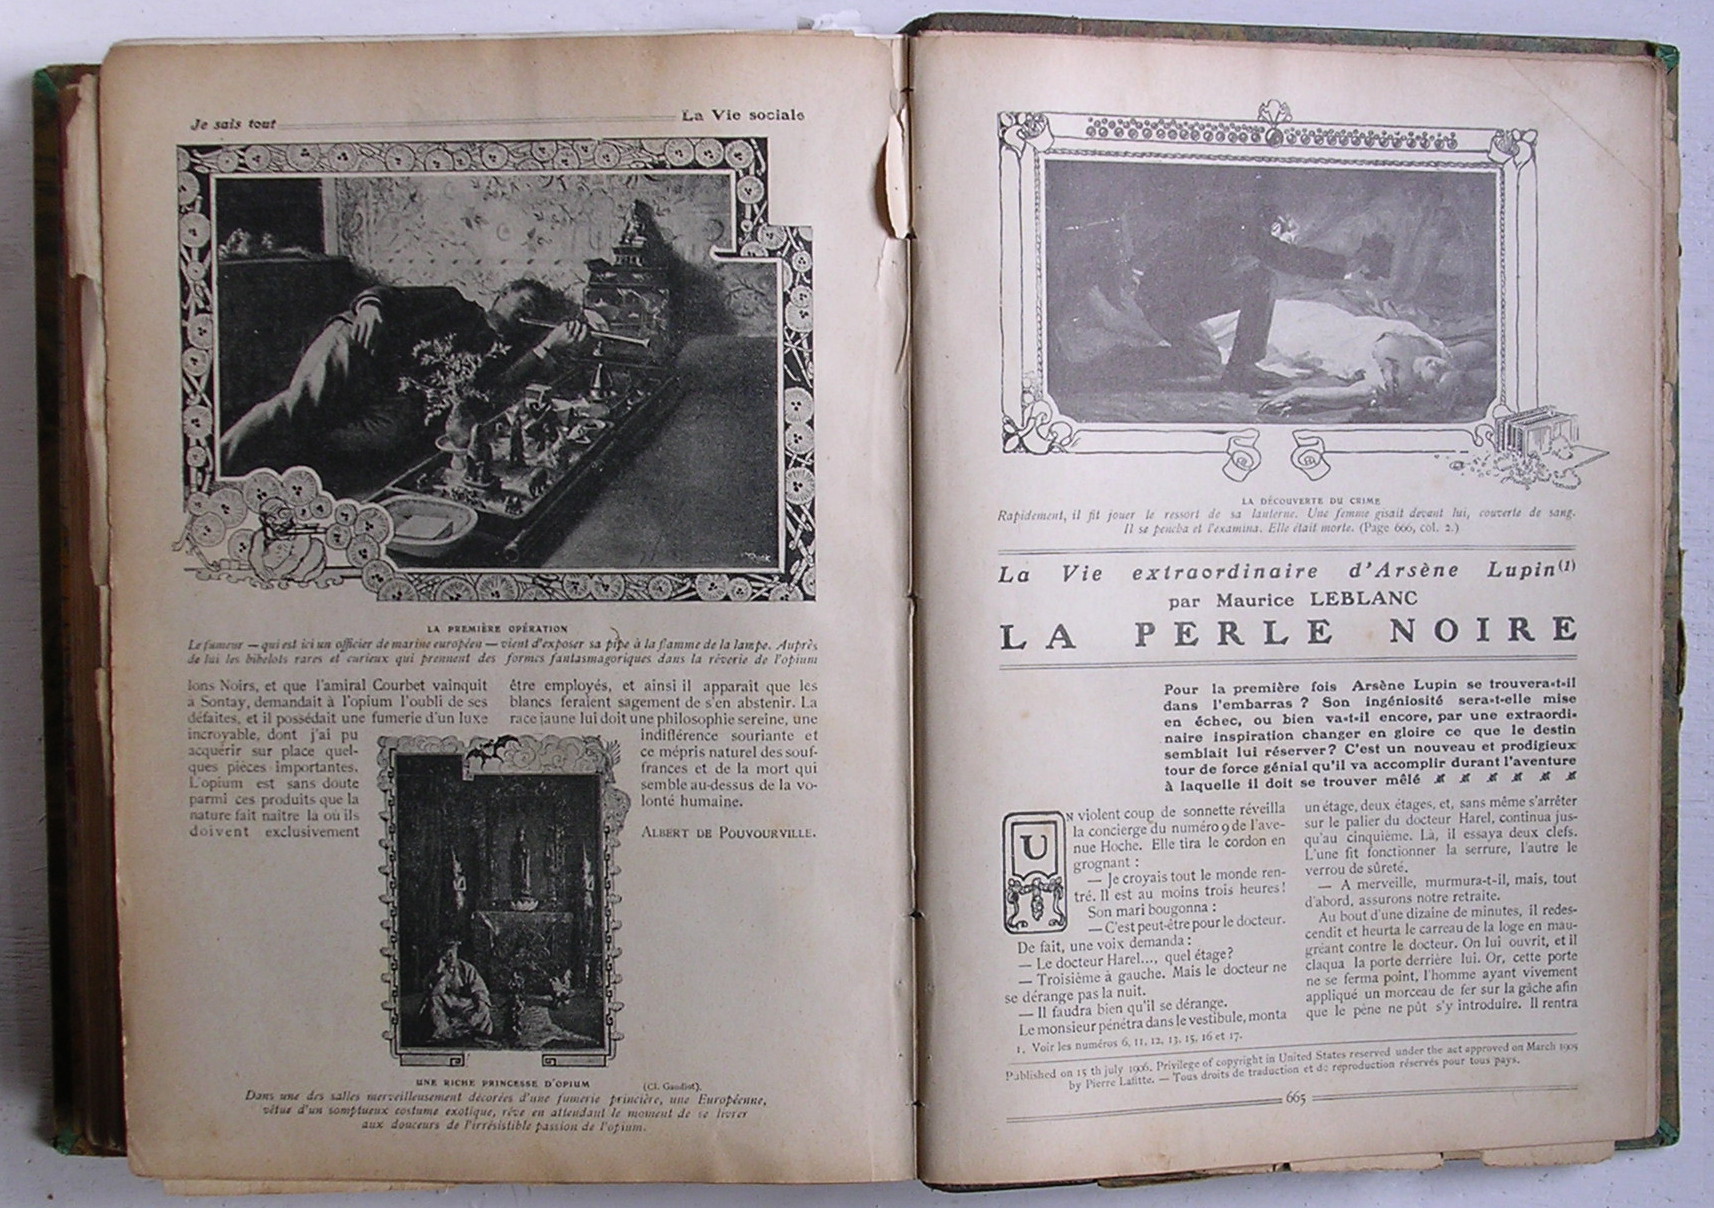 Je sais tout
La Vie sociale
LA PREMIÈRE OPÉRATION
Le fumeur — qui est ici un officier de marine européen — vient d'exposer sa pipe à la flamme de la lampe. Auprès
de lui les bibelots rares et curieux qui prennent des formes fantasmagoriques dans la rêverie de l'opium
lons Noirs, et que l'amiral Courbet vainquit
a Sontay, demandait à l'opium l'oubli de ses
défaites, et il possédait une fumerie d'un luxe
incroyable, dont j'ai pu
acquérir sur place quel-
ques pièces importantes.
L'opium est sans doute
parmi ces produits que la
nature fait naître là où ils
doivent exclusivement
être employés, et ainsi il apparait que les
blancs feraient sagement de s'en abstenir. La
race jaune lui doit une philosophie sereine, une
indifférence souriante et
ce mépris naturel des souf-
frances et de la mort qui
semble au-dessus de la vo-
lonté humaine.
ALBERT DE POUVOURVILLE.
UNE RICHE PRINCESSE D'OPIUM
(Cl. Gaudiot).
Dans une des salles merveilleusement décorées d'une fumerie princière, une Européenne,
vêtue d'un somptueux costume exotique, rêve en attendant le moment de se livrer
aux douceurs de l'irrésistible passion de l'opium.
LA DÉCOUVERTE DU CRIME
Rapidement, il fit jouer le ressort de sa lanterne. Une femme gisait devant lui, couverte de sang.
Il se pencha et l'examina. Elle était morte. (Page 666, col. 2.)
La Vie extraordinaire d'Arsène Lupin (1)
par Maurice LEBLANC
LA PERLE NOIRE
Pour la première fois Arsène Lupin se trouvera-t-il
dans l'embarras ? Son ingéniosité sera-t-elle mise
en échec, ou bien va-t-il encore, par une extraordi-
naire inspiration changer en gloire ce que le destin
semblait lui réserver ? C'est un nouveau et prodigieux
tour de force génial qu'il va accomplir durant l'aventure
à laquelle il doit se trouver mêlé
UN violent coup de sonnette réveilla
la concierge du numéro 9 de l'ave-
nue Hoche. Elle tira le cordon en
grognant :
— Je croyais tout le monde ren-
tré. Il est au moins trois heures !
Son mari bougonna :
— C'est peut-être pour le docteur.
De fait, une voix demanda :
— Le docteur Harel..., quel étage?
— Troisième à gauche. Mais le docteur ne
se dérange pas la nuit.
— Il faudra bien qu'il se dérange.
Le monsieur pénétra dans le vestibule, monta
un étage, deux étages, et, sans même s'arrêter
sur le palier du docteur Harel, continua jus-
qu'au cinquième. Là, il essaya deux clefs.
L'une fit fonctionner la serrure, l'autre le
verrou de sûreté.
— A merveille, murmura-t-il, mais, tout
d'abord, assurons notre retraite.
Au bout d'une dizaine de minutes, il redes-
cendit et heurta le carreau de la loge en mau-
gréant contre le docteur. On lui ouvrit, et il
claqua la porte derrière lui. Or, cette porte
ne se ferma point, l'homme ayant vivement
appliqué un morceau de fer sur la gâche afin
que le pène ne pût s'y introduire. Il rentra
1. Voir les numéros 6, 11, 12, 13, 15, 16 et 17.
Published on 15 th july 1906. Privilege of copyright in United States reserved under the act approved on March 1905
by Pierre Lafitte. — Tous droits de traduction et de reproduction réservés pour tous pays.
665